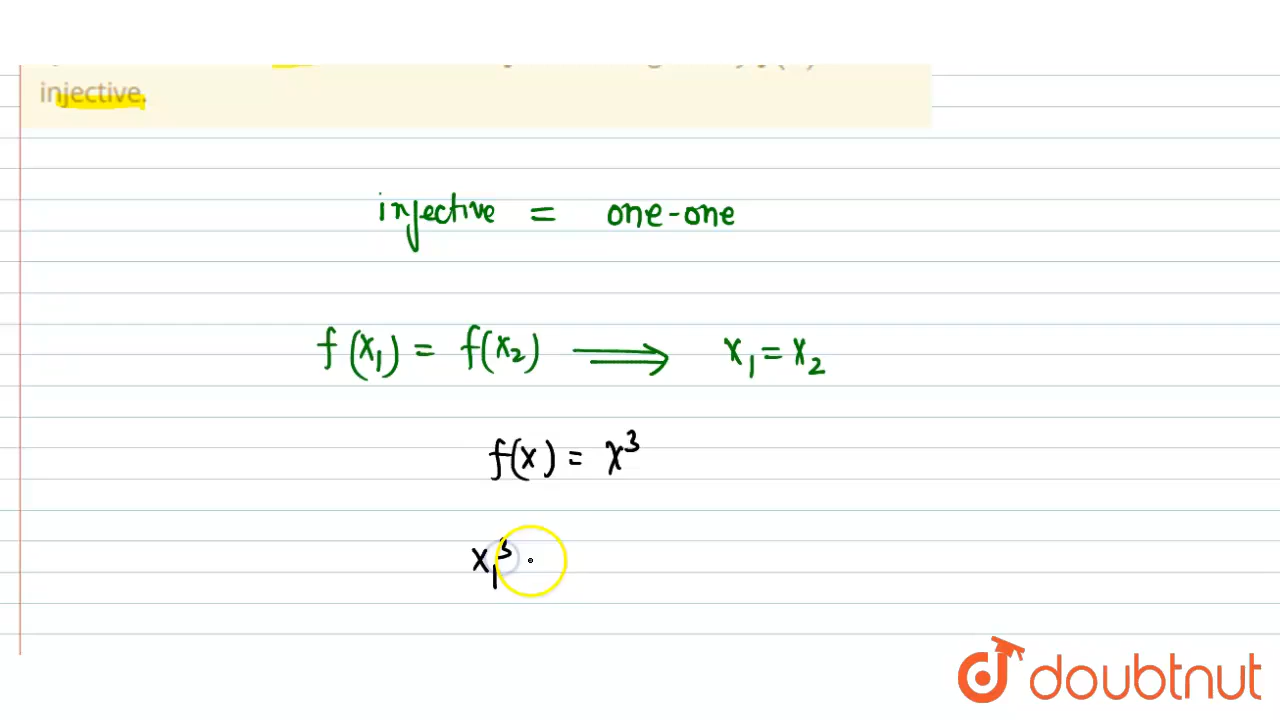 injective.
injective = one-one
f(x₁) = f(x₂) ⟹ x₁ = x₂
f(x) = x³
x₁³
doubtnut